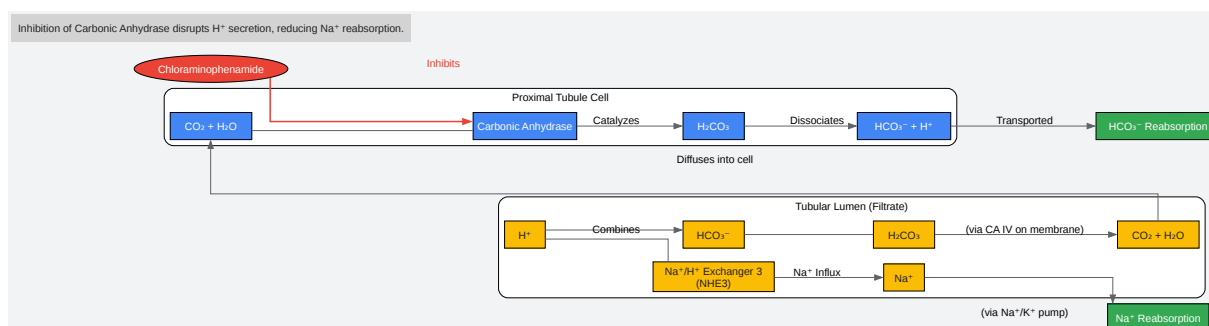 Inhibition of Carbonic Anhydrase disrupts H⁺ secretion, reducing Na⁺ reabsorption.
Chloraminophenamide
Inhibits
Proximal Tubule Cell
CO₂ + H₂O
Carbonic Anhydrase
Catalyzes
H₂CO₃
Dissociates
HCO₃⁻ + H⁺
Transported
HCO₃⁻ Reabsorption
Diffuses into cell
Tubular Lumen (Filtrate)
H⁺
Combines
HCO₃⁻
H₂CO₃
(via CA IV on membrane)
CO₂ + H₂O
Na⁺/H⁺ Exchanger 3
(NHE3)
Na⁺ Influx
Na⁺
(via Na⁺/K⁺ pump)
Na⁺ Reabsorption